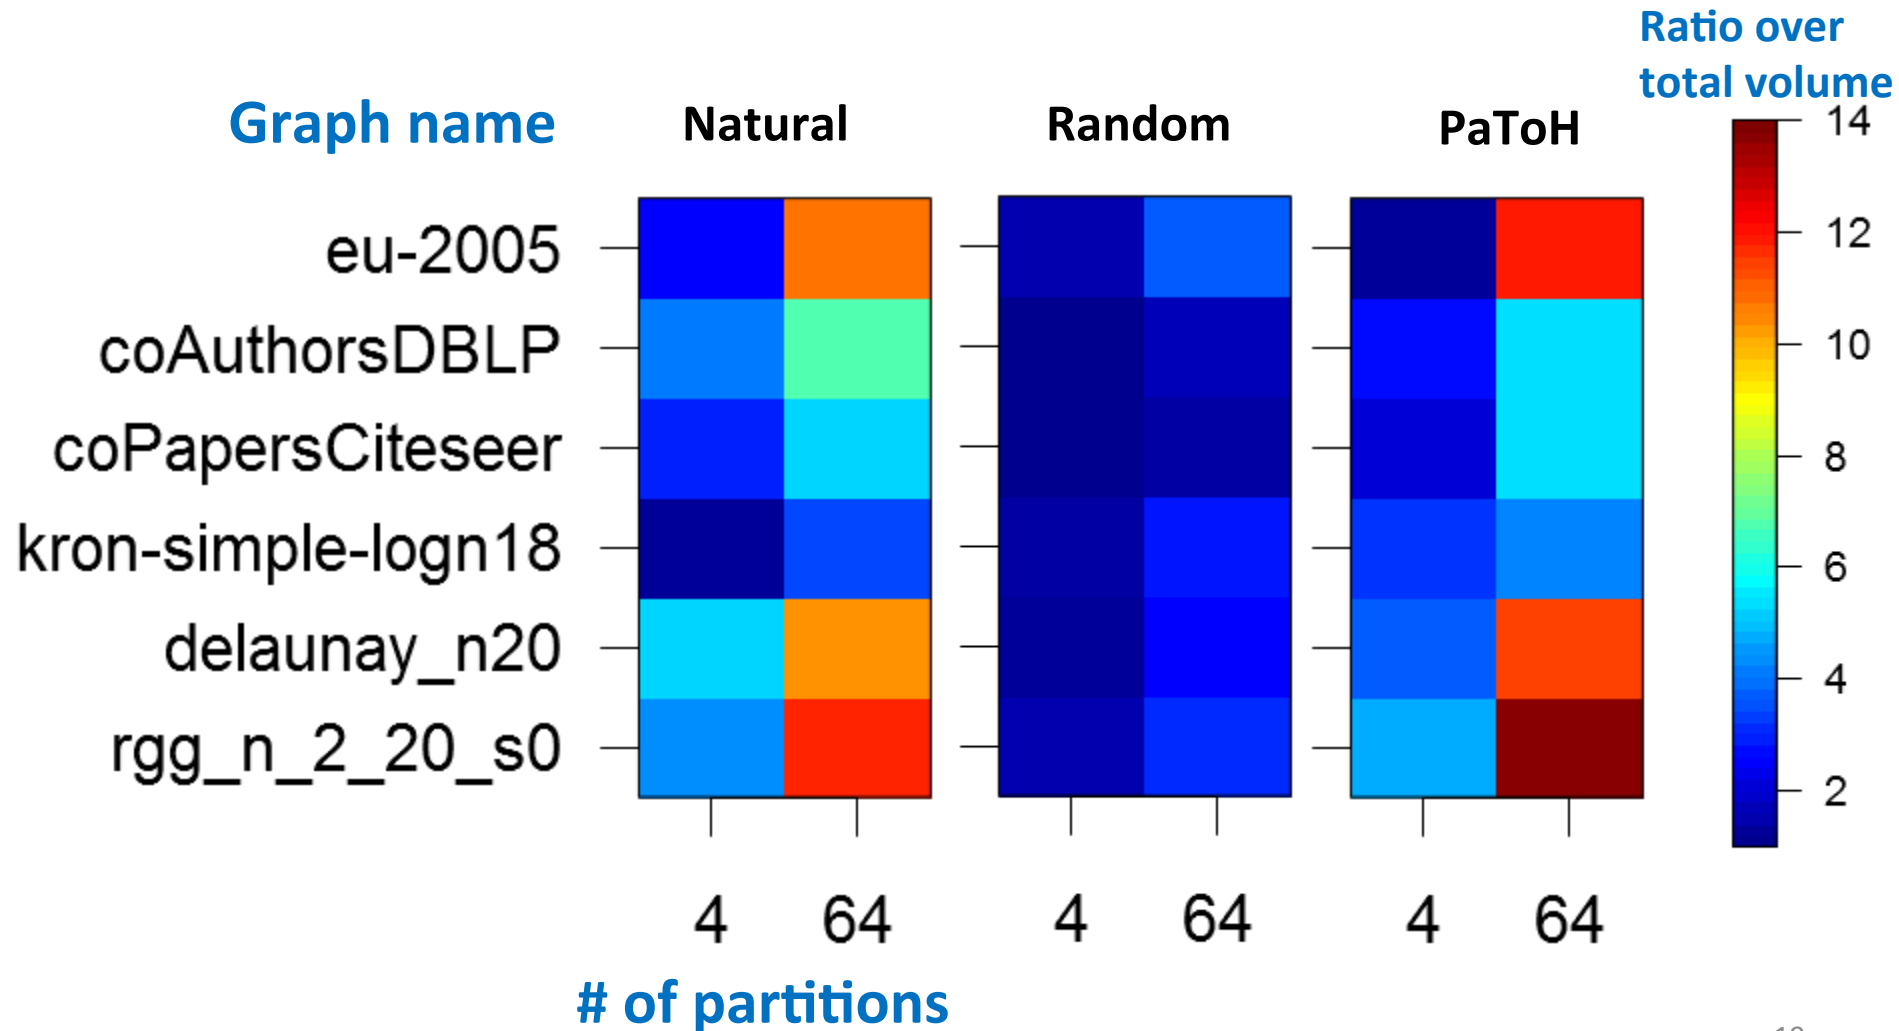 Ratio over
total volume
Graph name
Natural
Random
PaToH
14
12
10
8
6
4
2
eu-2005
coAuthorsDBLP
coPapersCiteseer
kron-simple-logn18
delaunay_n20
rgg_n_2_20_s0
4 64 4 64 4 64
# of partitions